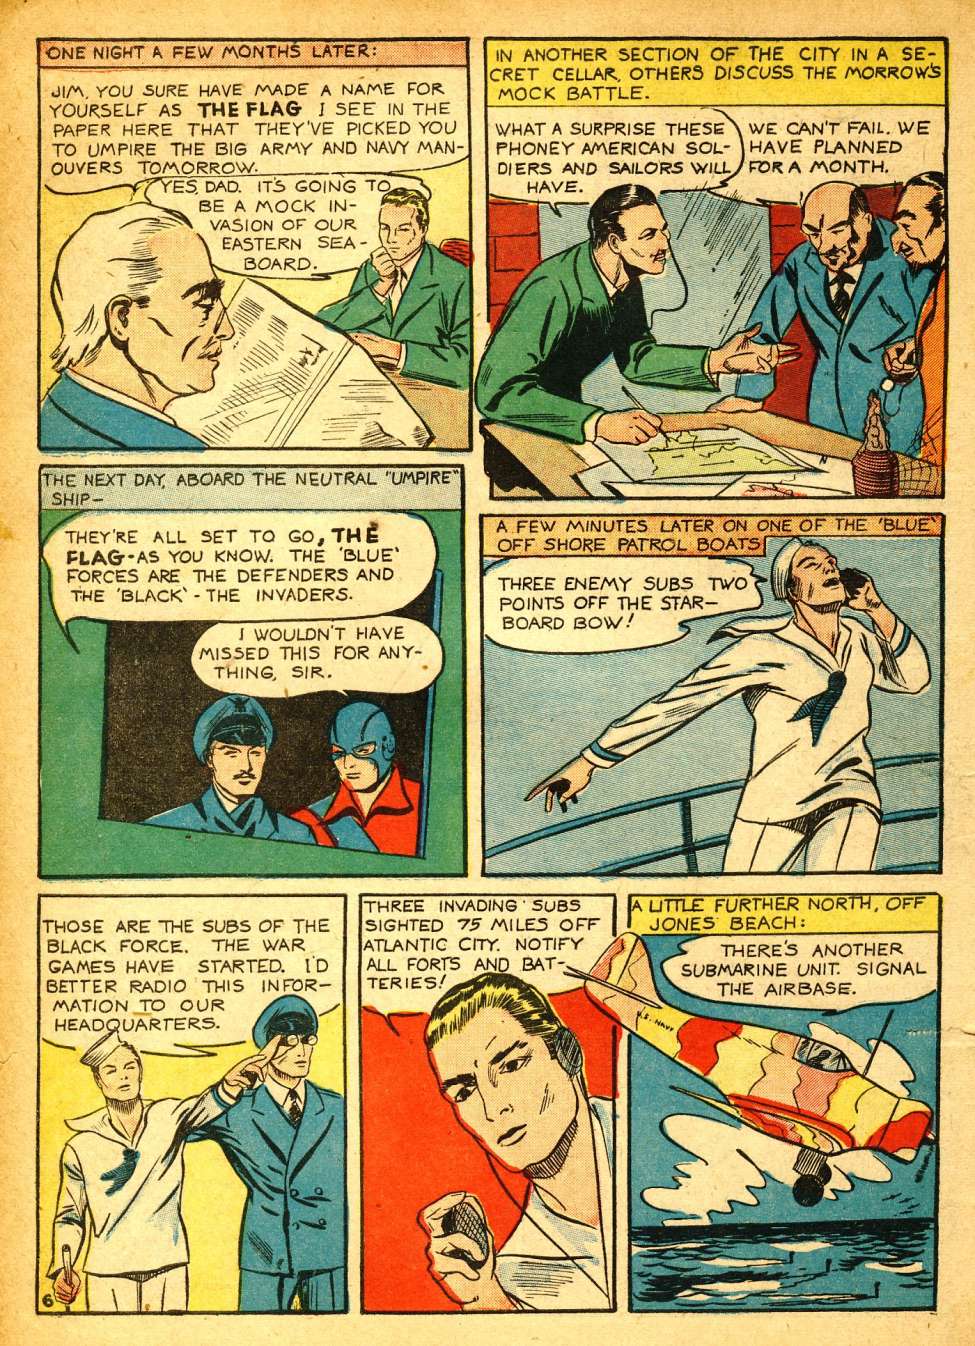 ONE NIGHT A FEW MONTHS LATER:
JIM, YOU SURE HAVE MADE A NAME FOR
YOURSELF AS THE FLAG I SEE IN THE
PAPER HERE THAT THEY'VE PICKED YOU
TO UMPIRE THE BIG ARMY AND NAVY MAN-
OUVERS TOMORROW.
YES, DAD. IT'S GOING TO
BE A MOCK IN-
VASION OF OUR
EASTERN SEA-
BOARD.
IN ANOTHER SECTION OF THE CITY IN A SE-
CRET CELLAR, OTHERS DISCUSS THE MORROW'S
MOCK BATTLE.
WHAT A SURPRISE THESE
PHONEY AMERICAN SOL-
DIERS AND SAILORS WILL
HAVE.
WE CAN'T FAIL. WE
HAVE PLANNED
FOR A MONTH.
N
THE NEXT DAY, ABOARD THE NEUTRAL "UMPIRE"
SHIP-
THEY'RE ALL SET TO GO, THE
FLAG-AS YOU KNOW. THE 'BLUE'
FORCES ARE THE DEFENDERS AND
THE 'BLACK' - THE INVADERS.
I WOULDN'T HAVE
MISSED THIS FOR ANY-
THING, SIR.
A FEW MINUTES LATER ON ONE OF THE 'BLUE'
OFF SHORE PATROL BOATS
THREE ENEMY SUBS TWO
POINTS OFF THE STAR-
BOARD BOW!
THOSE ARE THE SUBS OF THE
BLACK FORCE. THE WAR
GAMES HAVE STARTED. I'D
BETTER RADIO THIS INFOR-
MATION TO OUR
HEADQUARTERS.
6
THREE INVADING SUBS
SIGHTED 75 MILES OFF
ATLANTIC CITY. NOTIFY
ALL FORTS AND BAT-
TERIES!
A LITTLE FURTHER NORTH, OFF
JONES BEACH:
THERE'S ANOTHER
SUBMARINE UNIT. SIGNAL
THE AIRBASE.
U.S. NAVY